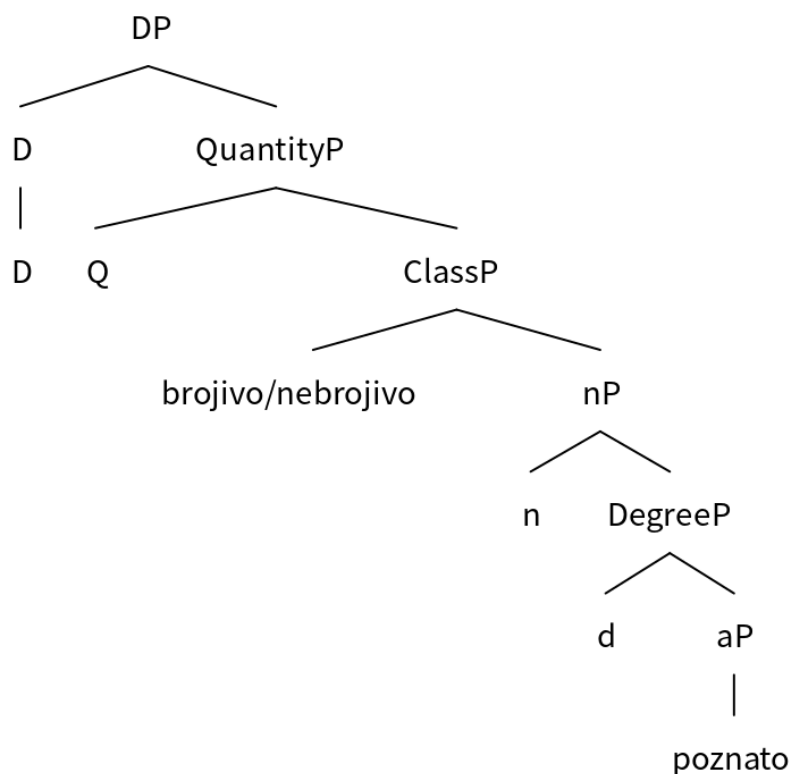 DP
D QuantityP
D Q ClassP
brojivo/nebrojivo nP
n DegreeP
d aP
poznato